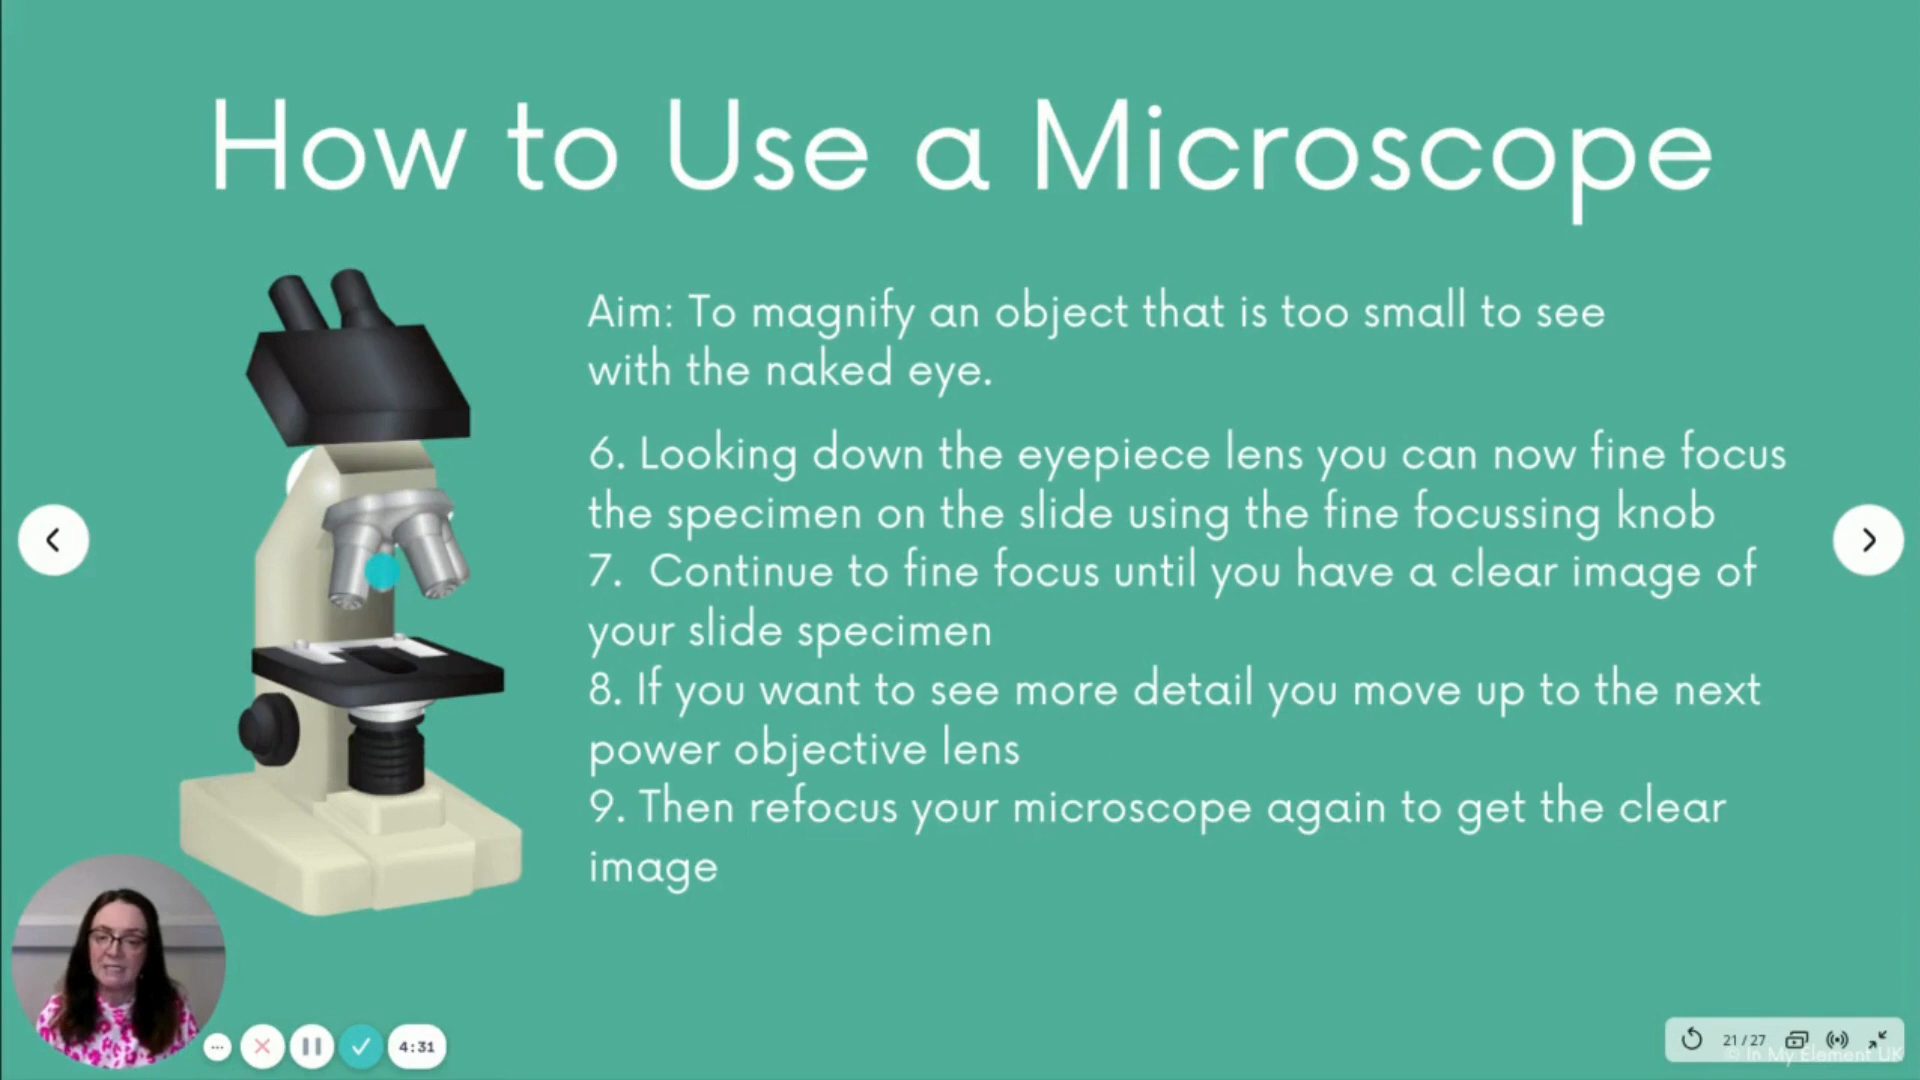 How to Use a Microscope
Aim: To magnify an object that is too small to see
with the naked eye.
6. Looking down the eyepiece lens you can now fine focus
the specimen on the slide using the fine focussing knob
7. Continue to fine focus until you have a clear image of
your slide specimen
8. If you want to see more detail you move up to the next
power objective lens
9. Then refocus your microscope again to get the clear
image
4:31
21 / 27
© In My Element UK